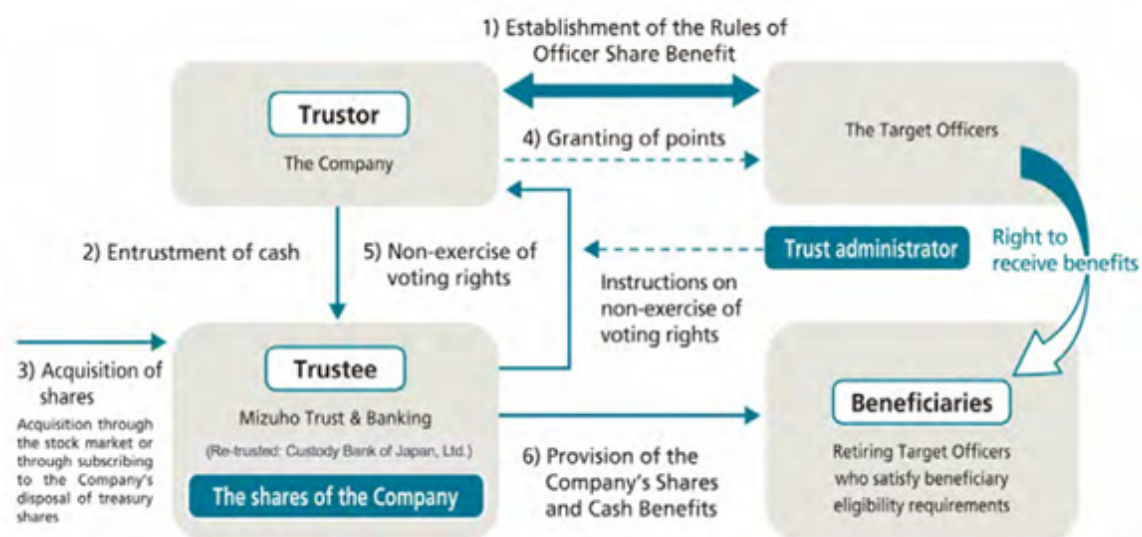 1) Establishment of the Rules of
Officer Share Benefit
Trustor
The Company
The Target Officers
4) Granting of points
2) Entrustment of cash
5) Non-exercise of
voting rights
Trust administrator
Right to
receive benefits
Instructions on
non-exercise of
voting rights
3) Acquisition of
shares
Acquisition through
the stock market or
through subscribing
to the Company's
disposal of treasury
shares
Trustee
Mizuho Trust & Banking
(Re-trusted: Custody Bank of Japan, Ltd.)
The shares of the Company
6) Provision of the
Company's Shares
and Cash Benefits
Beneficiaries
Retiring Target Officers
who satisfy beneficiary
eligibility requirements